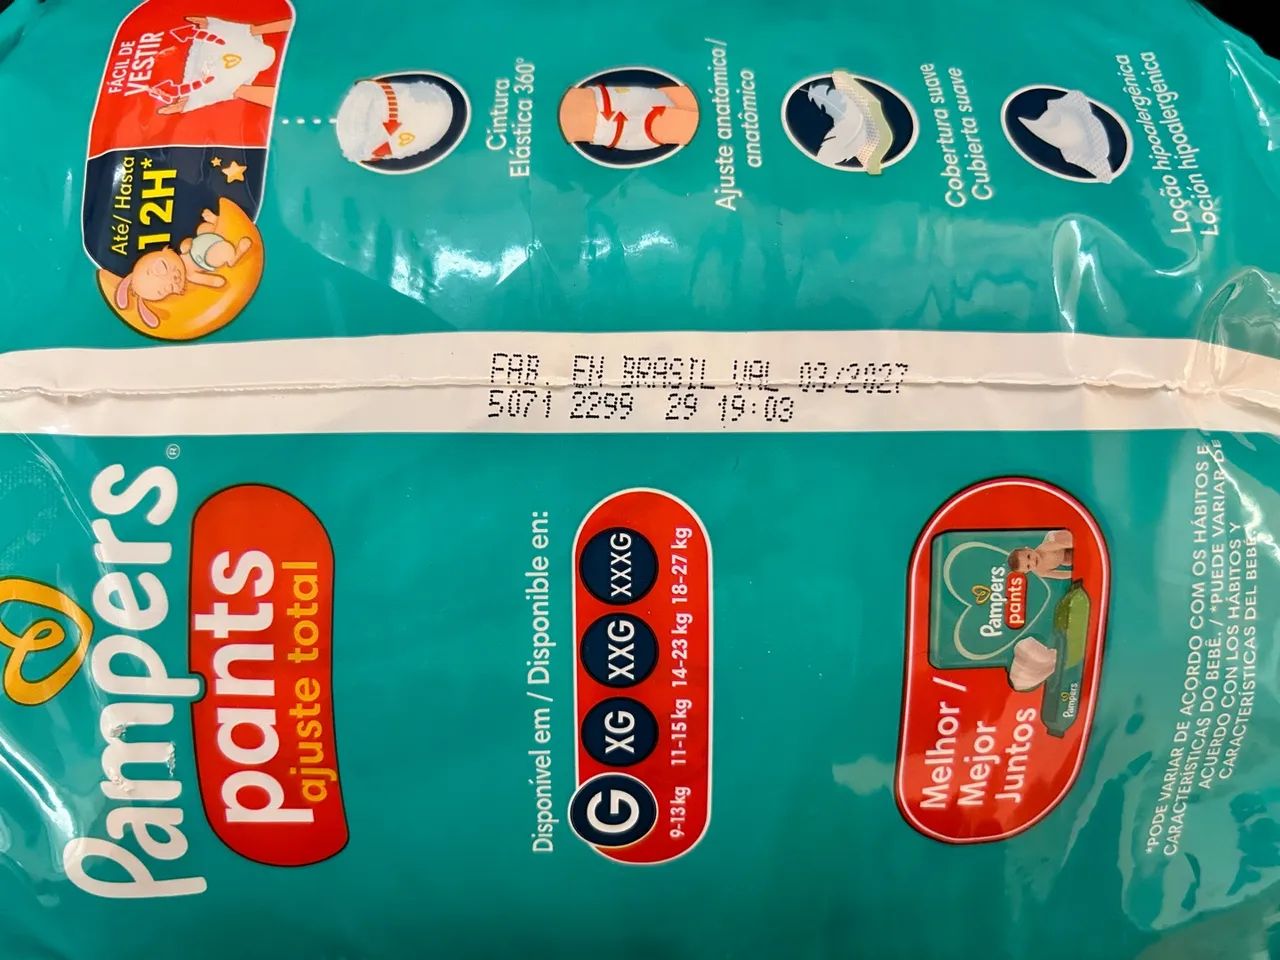 FÁCIL DE
VESTIR
Até/ Hasta
12H*
Cintura
Elástica 360°
Ajuste anatómico/
anatômico
Cobertura suave
Cubierta suave
Loção hipoalergênica
Loción hipoalergénica
FAB. EN BRASIL VAL 03/2027
5071 2299 29 19:03
Pampers®
pants
ajuste total
Disponível em / Disponible en:
G XG XXG XXXG
9-13 kg 11-15 kg 14-23 kg 18-27 kg
Melhor /
Mejor
Juntos
Pampers
pants
Pampers
*PODE VARIAR DE ACORDO COM OS HÁBITOS E
CARACTERÍSTICAS DO BEBÊ. / *PUEDE VARIAR DE
ACUERDO CON LOS HÁBITOS Y
CARACTERÍSTICAS DEL BEBÉ.